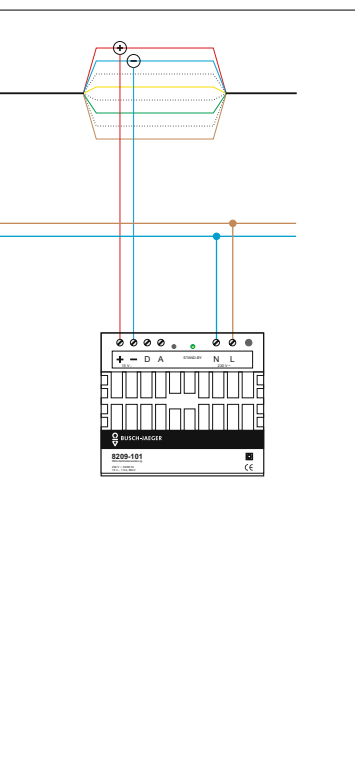 +
−
+ − D A STANDBY N L
BUSCH-JAEGER
8209-101
CE